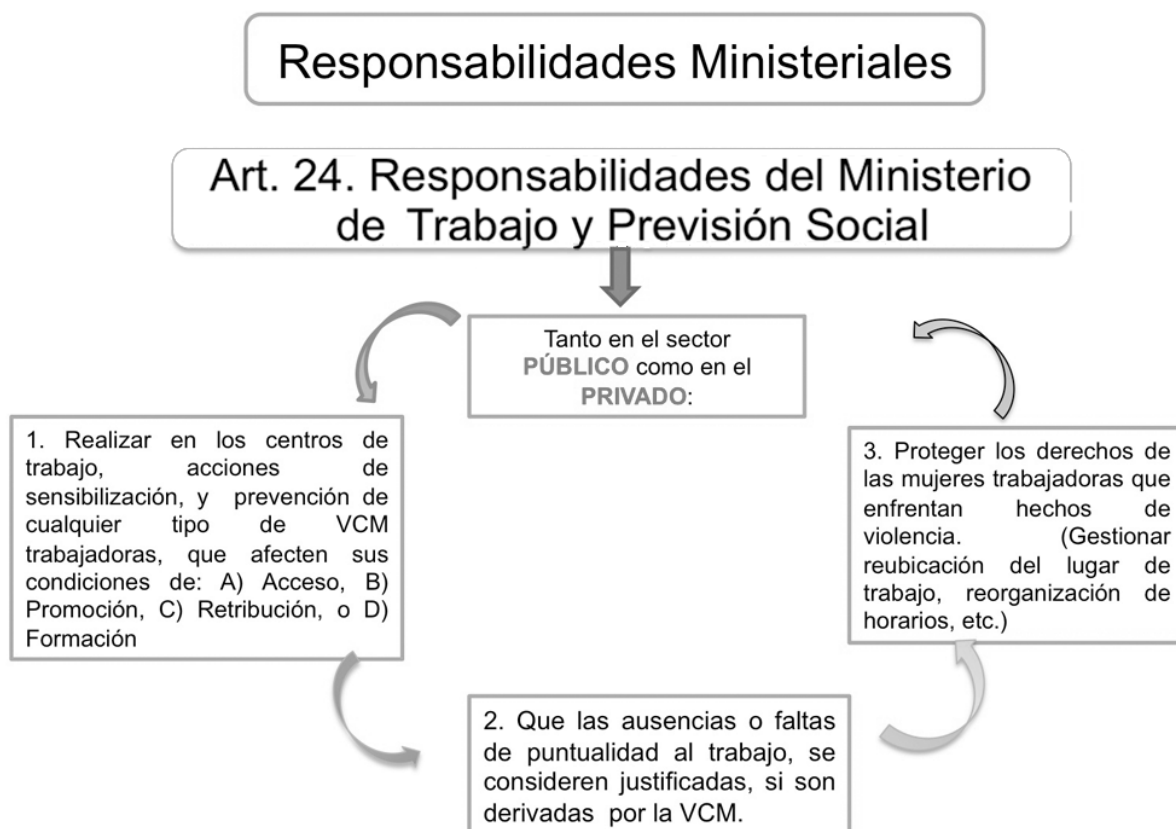 Responsabilidades Ministeriales
Art. 24. Responsabilidades del Ministerio
de Trabajo y Previsión Social
Tanto en el sector
PÚBLICO como en el
PRIVADO:
1. Realizar en los centros de
trabajo, acciones de
sensibilización, y prevención de
cualquier tipo de VCM
trabajadoras, que afecten sus
condiciones de: A) Acceso, B)
Promoción, C) Retribución, o D)
Formación
2. Que las ausencias o faltas
de puntualidad al trabajo, se
consideren justificadas, si son
derivadas por la VCM.
3. Proteger los derechos de
las mujeres trabajadoras que
enfrentan hechos de
violencia. (Gestionar
reubicación del lugar de
trabajo, reorganización de
horarios, etc.)